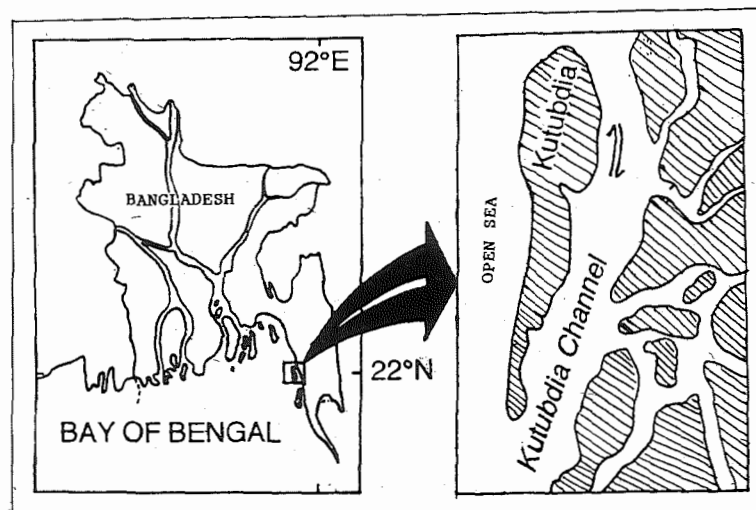 92°E
BANGLADESH
22°N
BAY OF BENGAL
Kutubdia
OPEN SEA
Kutubdia Channel